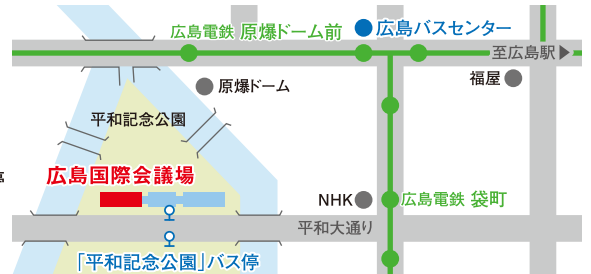 広島電鉄 原爆ドーム前
広島バスセンター
至広島駅▶
福屋
原爆ドーム
平和記念公園
広島国際会議場
NHK
広島電鉄 袋町
平和大通り
「平和記念公園」バス停